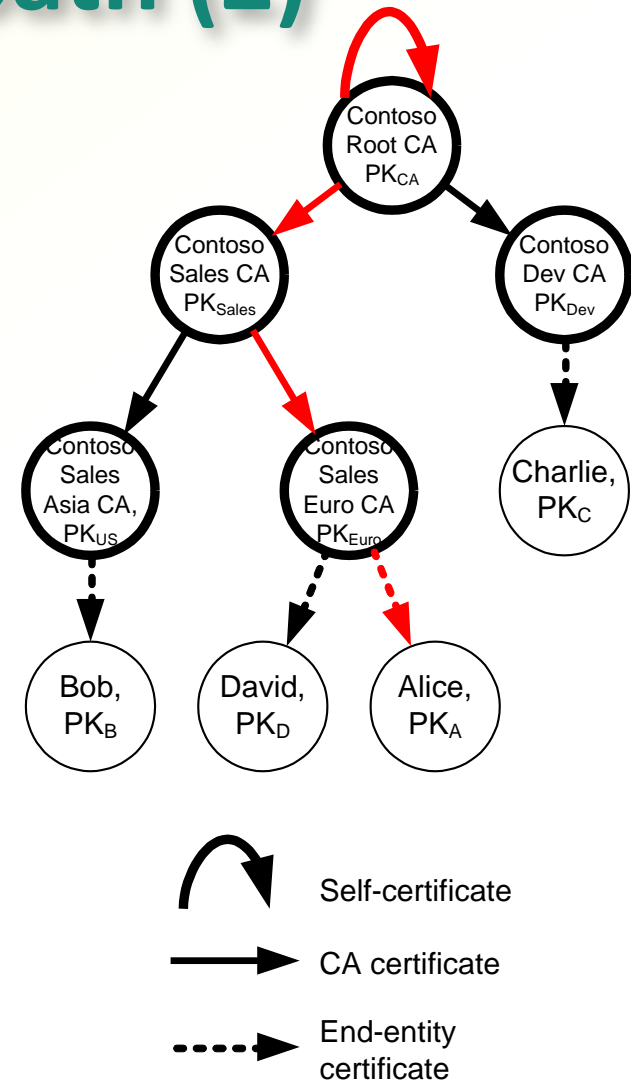 (2)
Contoso
Root CA
PKCA
Contoso
Sales CA
PKSales
Contoso
Dev CA
PKDev
Contoso
Sales
Asia CA,
PKUS
Contoso
Sales
Euro CA
PKEuro
Charlie,
PKC
Bob,
PKB
David,
PKD
Alice,
PKA
Self-certificate
CA certificate
End-entity
certificate